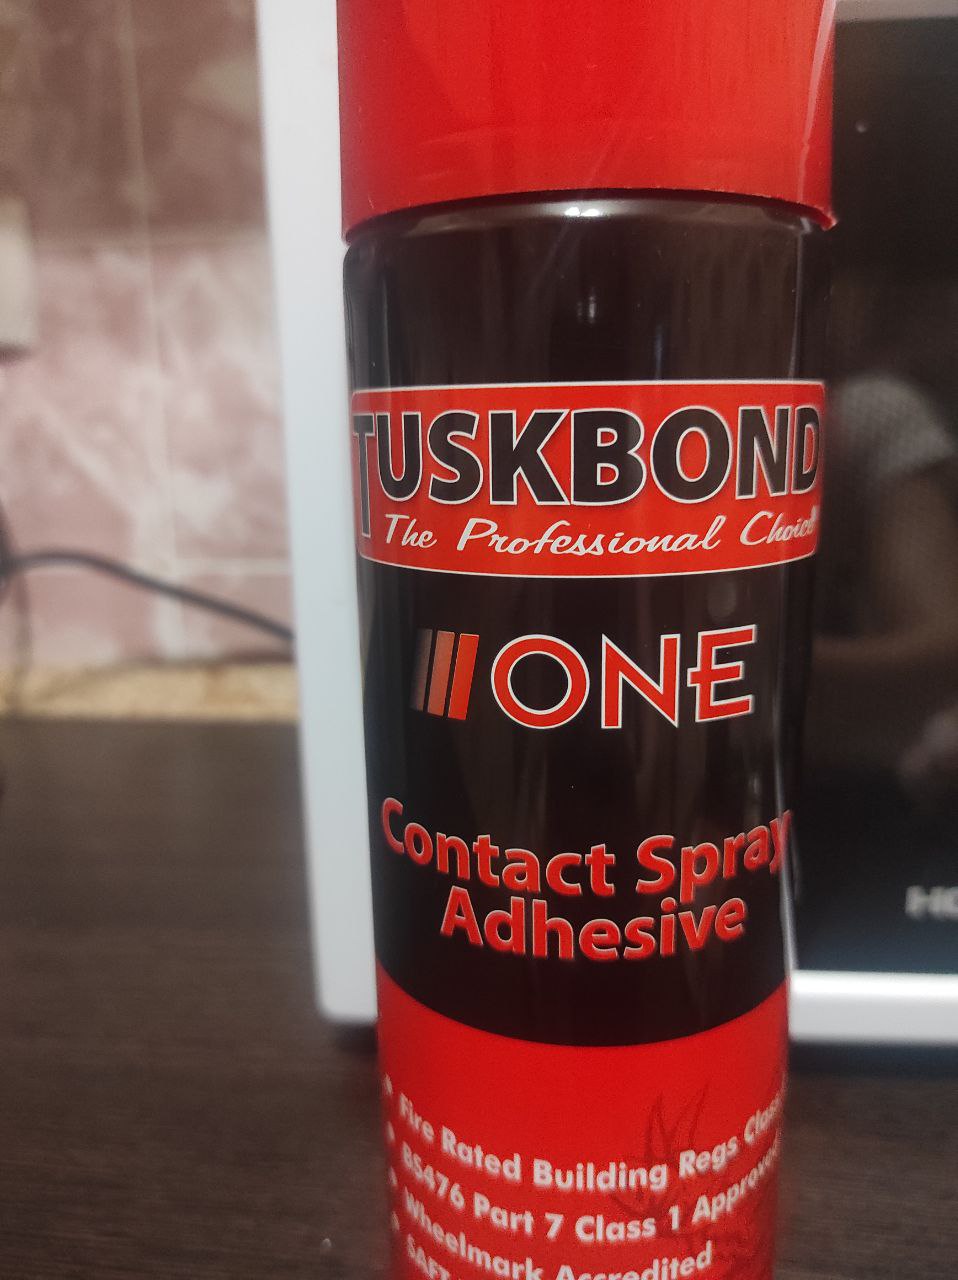 TUSKBOND
The Professional Choice
ONE
Contact Spray
Adhesive
Fire Rated Building Regs
BS476 Part 7 Class 1 Approved
Wheelmark Accredited